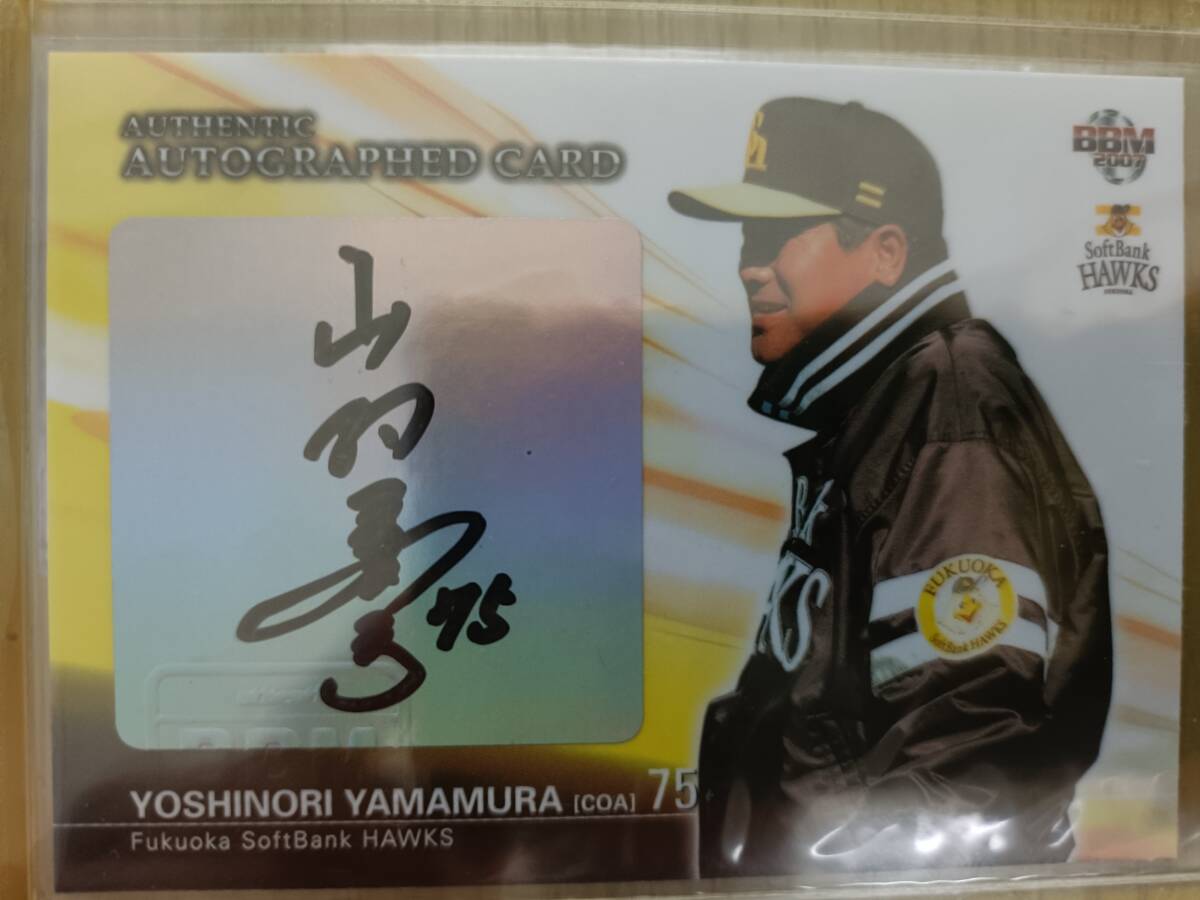 AUTHENTIC
AUTOGRAPHED CARD
BBM
2007
SoftBank
HAWKS
山村善則
75
FUKUOKA
SoftBank HAWKS
BBM
YOSHINORI YAMAMURA [COA] 75
Fukuoka SoftBank HAWKS